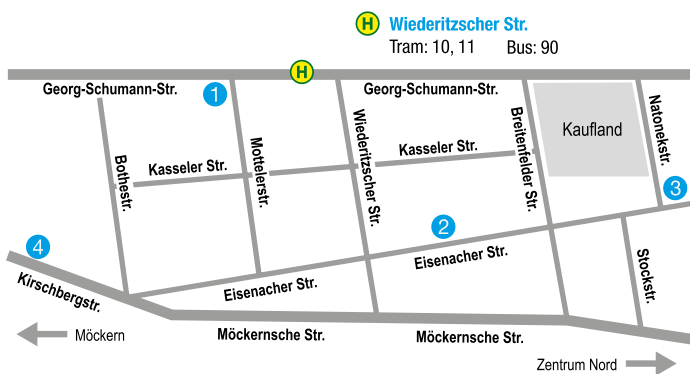 H Wiederitzscher Str.
Tram: 10, 11 Bus: 90
H
Georg-Schumann-Str.
1
Georg-Schumann-Str.
Bothestr.
Kasseler Str.
Mottelerstr.
Wiederitzscher Str.
Kasseler Str.
Breitenfelder Str.
Kaufland
Natonekstr.
3
2
4
Kirschbergstr.
Eisenacher Str.
Eisenacher Str.
Stockstr.
Möckern
Möckernsche Str.
Möckernsche Str.
Zentrum Nord